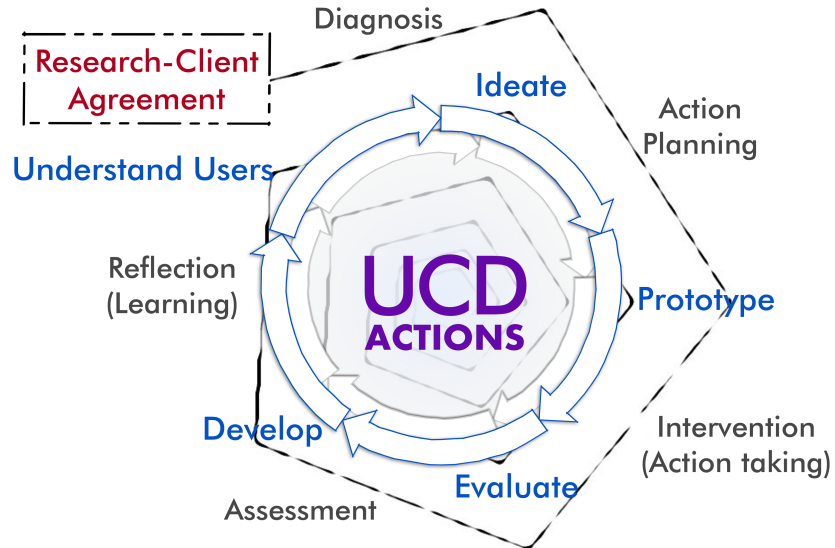 Diagnosis
Research-Client
Agreement
Ideate
Action
Planning
Understand Users
Reflection
(Learning)
UCD
ACTIONS
Prototype
Develop
Intervention
(Action taking)
Evaluate
Assessment